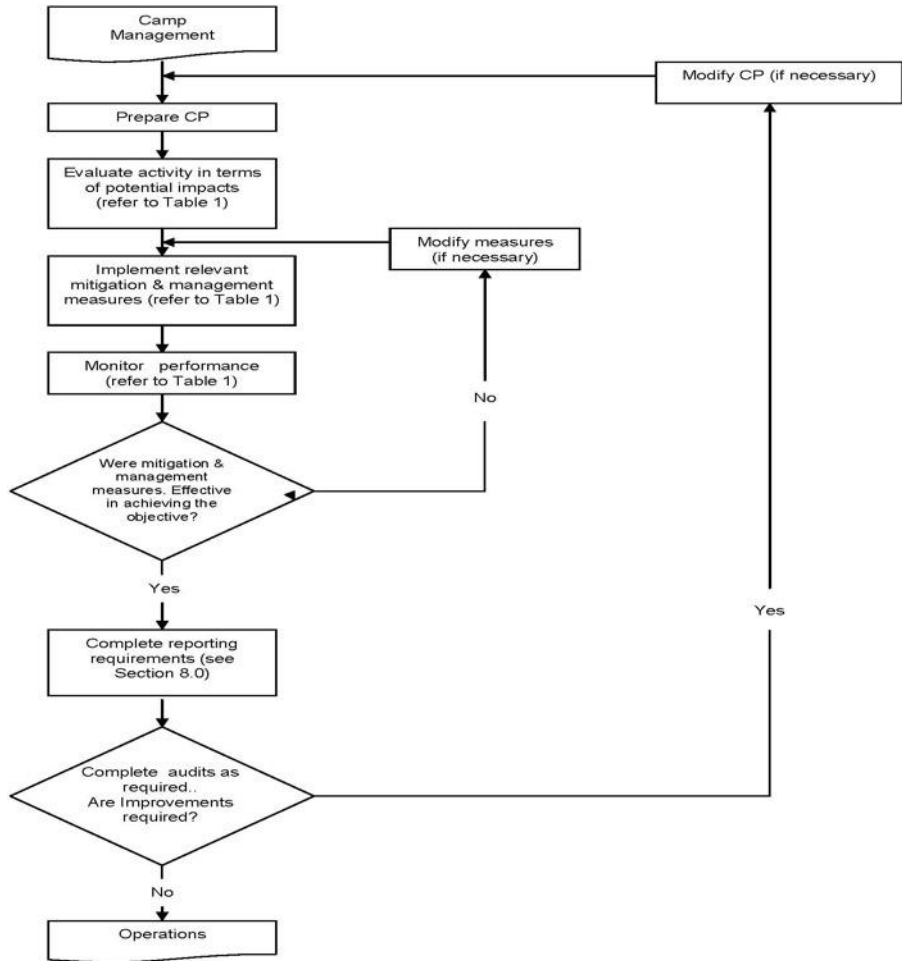 Camp
Management
Modify CP (if necessary)
Prepare CP
Evaluate activity in terms
of potential impacts
(refer to Table 1)
Modify measures
(if necessary)
Implement relevant
mitigation & management
measures (refer to Table 1)
Monitor performance
(refer to Table 1)
No
Were mitigation &
management
measures. Effective
in achieving the
objective?
Yes
Yes
Complete reporting
requirements (see
Section 8.0)
Complete audits as
required..
Are Improvements
required?
No
Operations